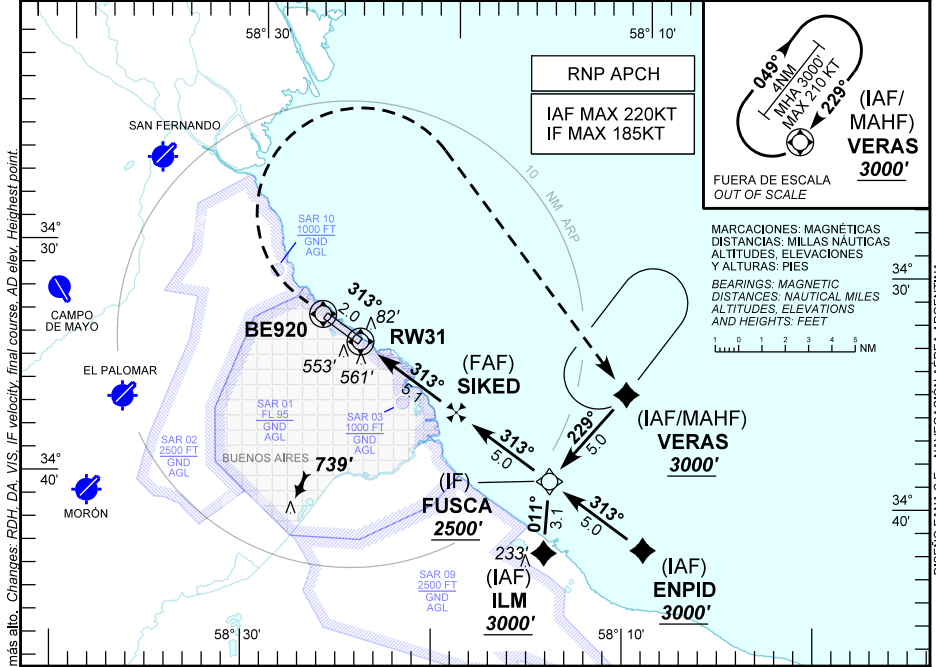 58° 30'
58° 10'
RNP APCH
IAF MAX 220KT
IF MAX 185KT
049°
4NM
MHA 3000'
MAX 210 KT
229°
(IAF/
MAHF)
VERAS
3000'
FUERA DE ESCALA
OUT OF SCALE
SAN FERNANDO
10 NM ARP
MARCACIONES: MAGNÉTICAS
DISTANCIAS: MILLAS NÁUTICAS
ALTITUDES, ELEVACIONES
Y ALTURAS: PIES
BEARINGS: MAGNETIC
DISTANCES: NAUTICAL MILES
ALTITUDES, ELEVATIONS
AND HEIGHTS: FEET
1 0 1 2 3 4 5 NM
34°
30'
34°
30'
SAR 10
1000 FT
GND
AGL
CAMPO
DE MAYO
313°
2.0
82'
BE920
RW31
553'
561'
313°
5.1
(FAF)
SIKED
EL PALOMAR
SAR 01
FL 95
GND
AGL
SAR 03
1000 FT
GND
AGL
SAR 02
2500 FT
GND
AGL
BUENOS AIRES
739'
313°
5.0
229°
5.0
(IAF/MAHF)
VERAS
3000'
34°
40'
34°
40'
MORÓN
(IF)
FUSCA
2500'
011°
3.1
313°
5.0
233'
(IAF)
ILM
3000'
(IAF)
ENPID
3000'
SAR 09
2500 FT
GND
AGL
58° 30'
58° 10'
más alto. Changes: RDH, DA, VIS, IF velocity, final course, AD elev, Heighest point.